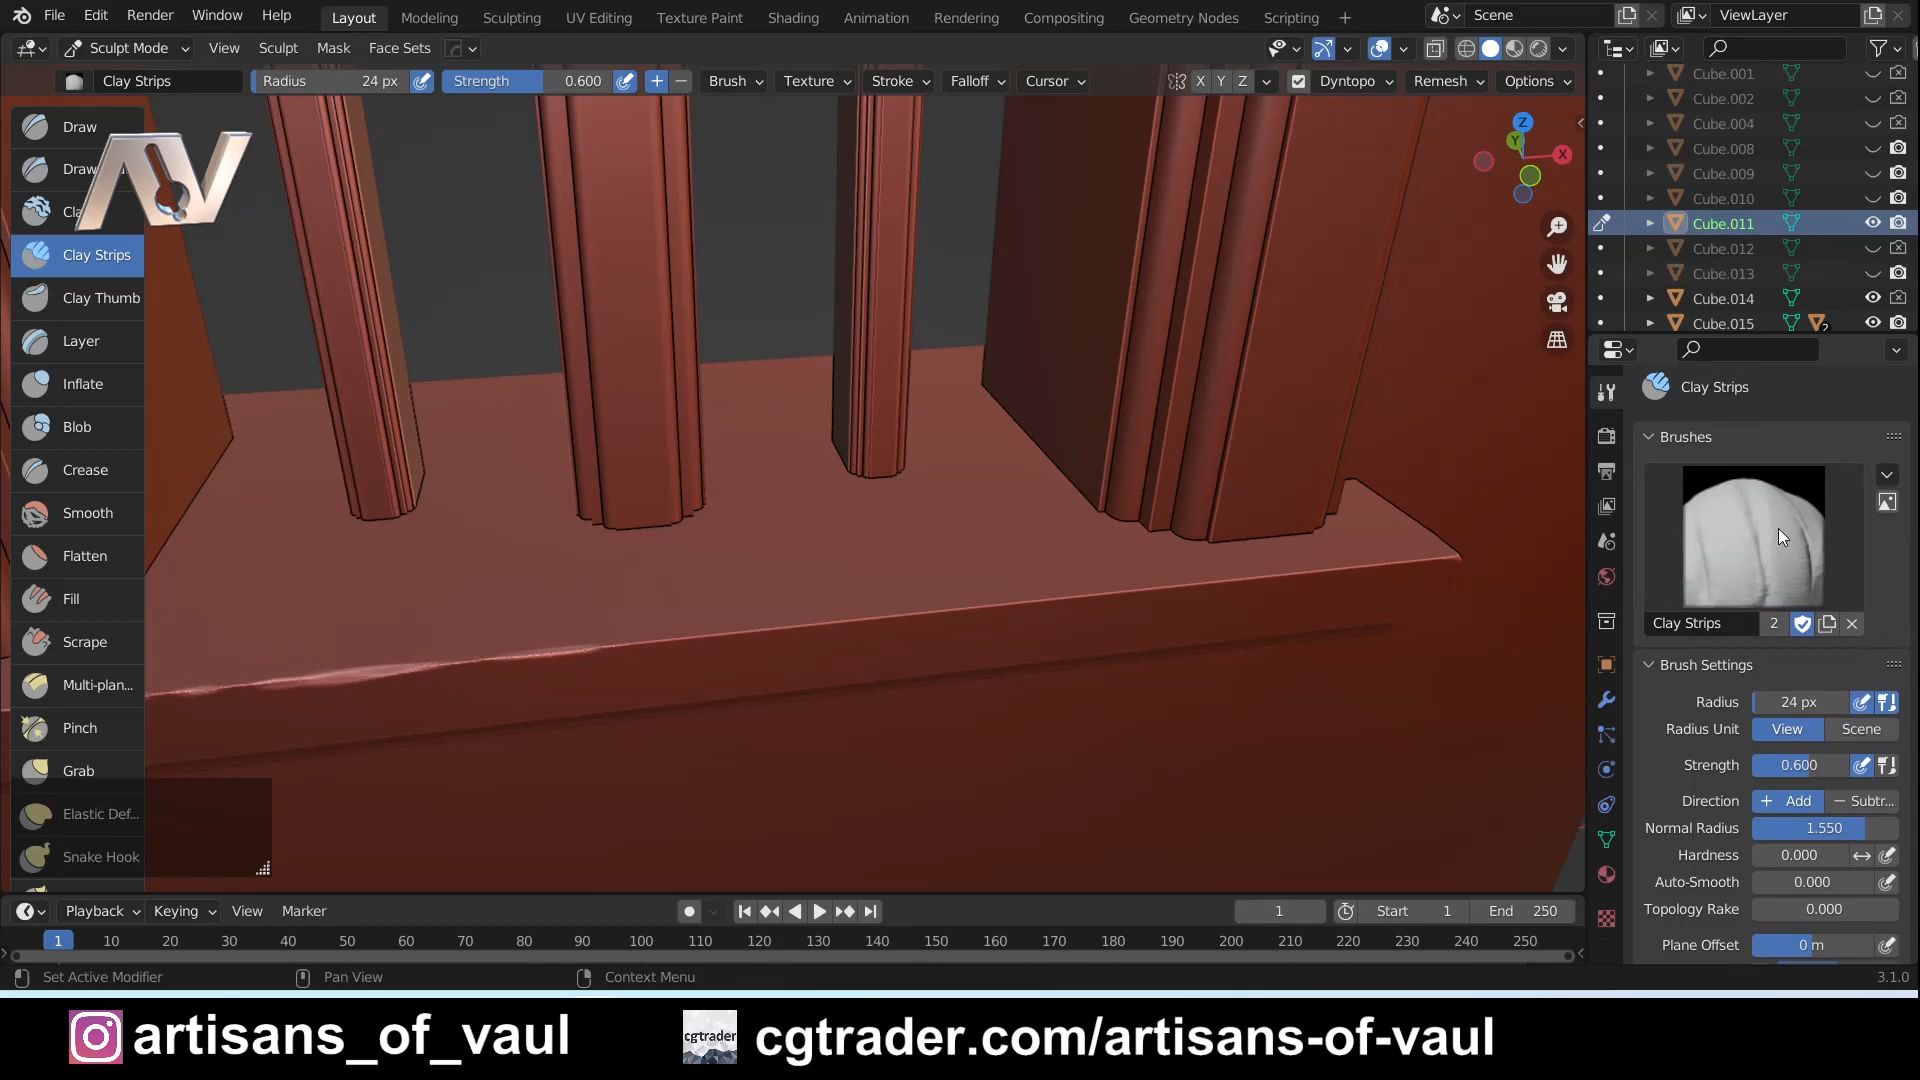 File Edit Render Window Help Layout Modeling Sculpting UV Editing Texture Paint Shading Animation Rendering Compositing Geometry Nodes Scripting + Scene ViewLayer
Sculpt Mode View Sculpt Mask Face Sets
Clay Strips Radius 24 px Strength 0.600 + − Brush Texture Stroke Falloff Cursor X Y Z Dyntopo Remesh Options
Draw
Draw
Cla
Clay Strips
Clay Thumb
Layer
Inflate
Blob
Crease
Smooth
Flatten
Fill
Scrape
Multi-plan...
Pinch
Grab
Elastic Def...
Snake Hook
AV
Z
Y
X
Cube.001
Cube.002
Cube.004
Cube.008
Cube.009
Cube.010
Cube.011
Cube.012
Cube.013
Cube.014
Cube.015 2
Clay Strips
Brushes
Clay Strips 2
Brush Settings
Radius 24 px
Radius Unit View Scene
Strength 0.600
Direction + Add − Subtr...
Normal Radius 1.550
Hardness 0.000
Auto-Smooth 0.000
Topology Rake 0.000
Plane Offset 0 m
Playback Keying View Marker 1 Start 1 End 250
1 10 20 30 40 50 60 70 80 90 100 110 120 130 140 150 160 170 180 190 200 210 220 230 240 250
Set Active Modifier Pan View Context Menu 3.1.0
artisans_of_vaul cgtrader cgtrader.com/artisans-of-vaul